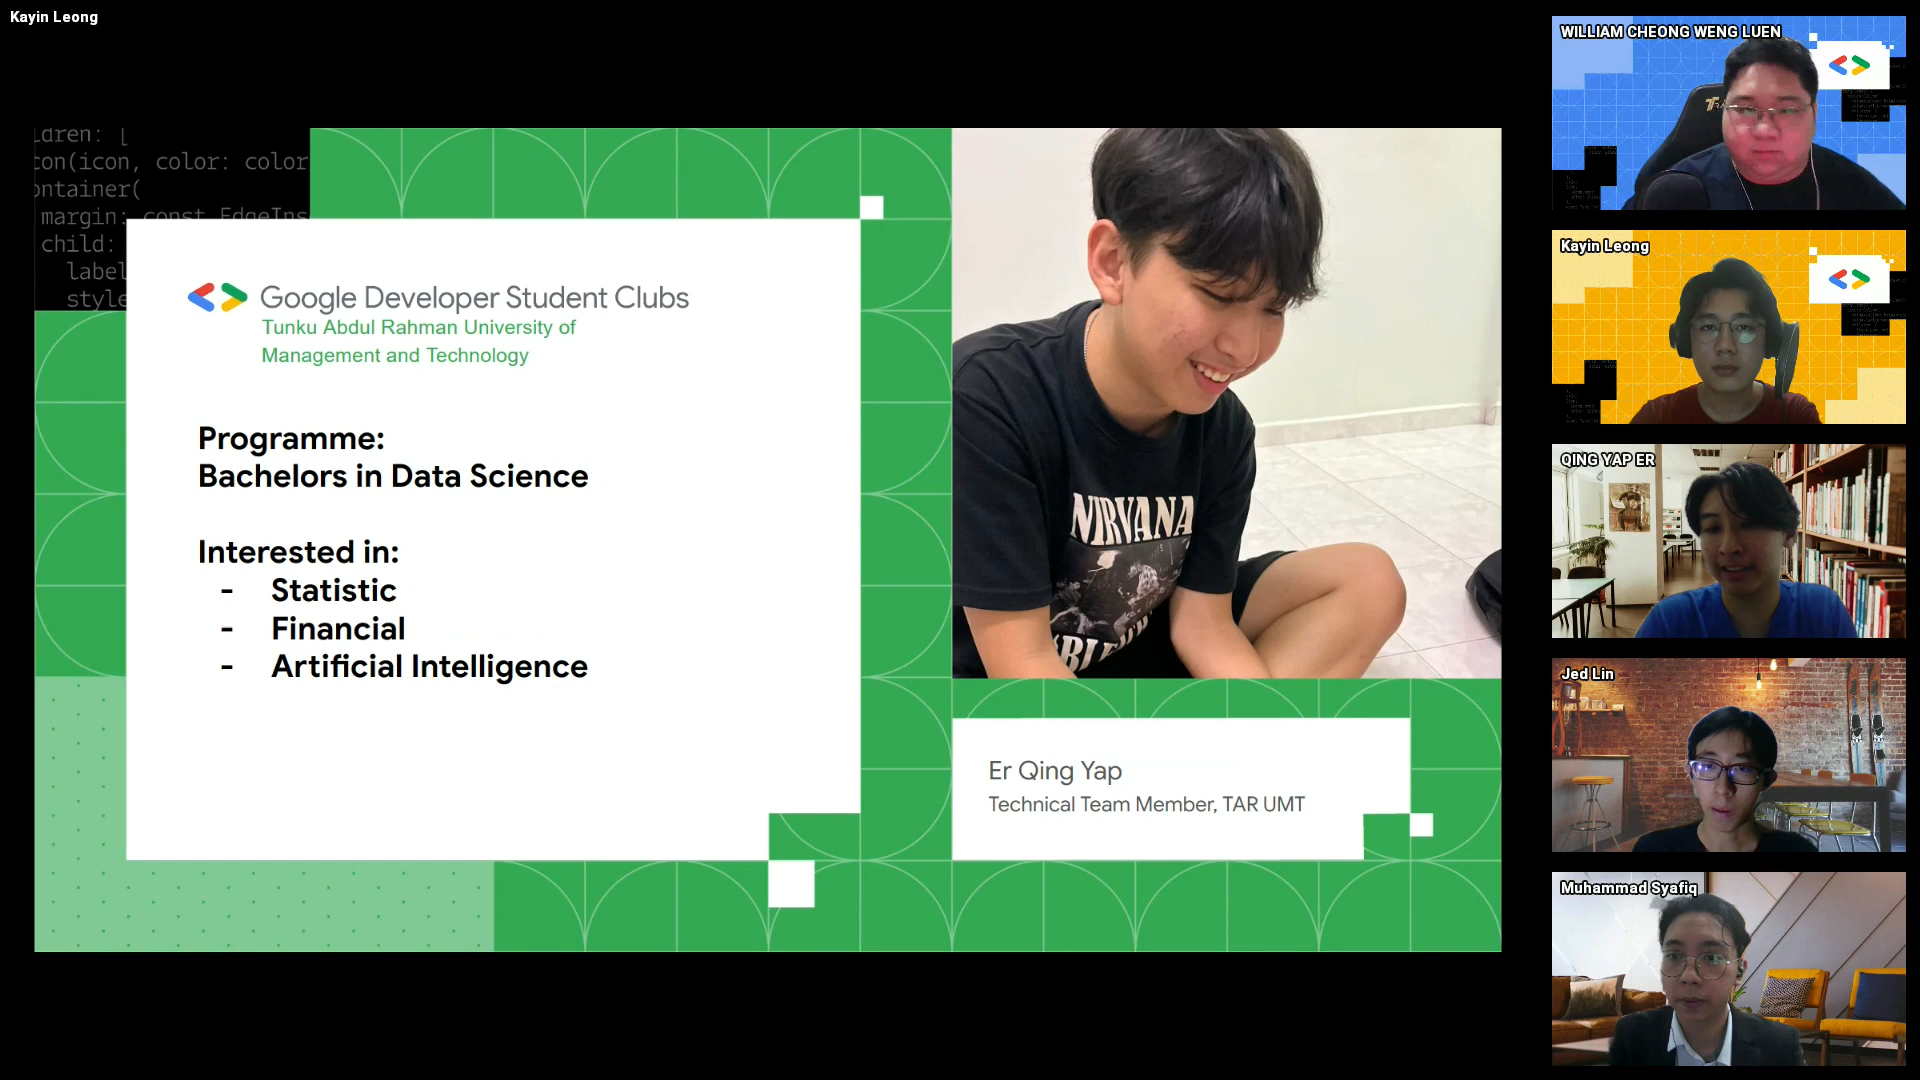 Kayin Leong
dren: [
con(icon, color: color
ontainer(
margin: const EdgeIns
child:
label
style
Google Developer Student Clubs
Tunku Abdul Rahman University of
Management and Technology
Programme:
Bachelors in Data Science
Interested in:
- Statistic
- Financial
- Artificial Intelligence
NIRVANA
Er Qing Yap
Technical Team Member, TAR UMT
WILLIAM CHEONG WENG LUEN
Kayin Leong
QING YAP ER
Jed Lin
Muhammad Syafiq